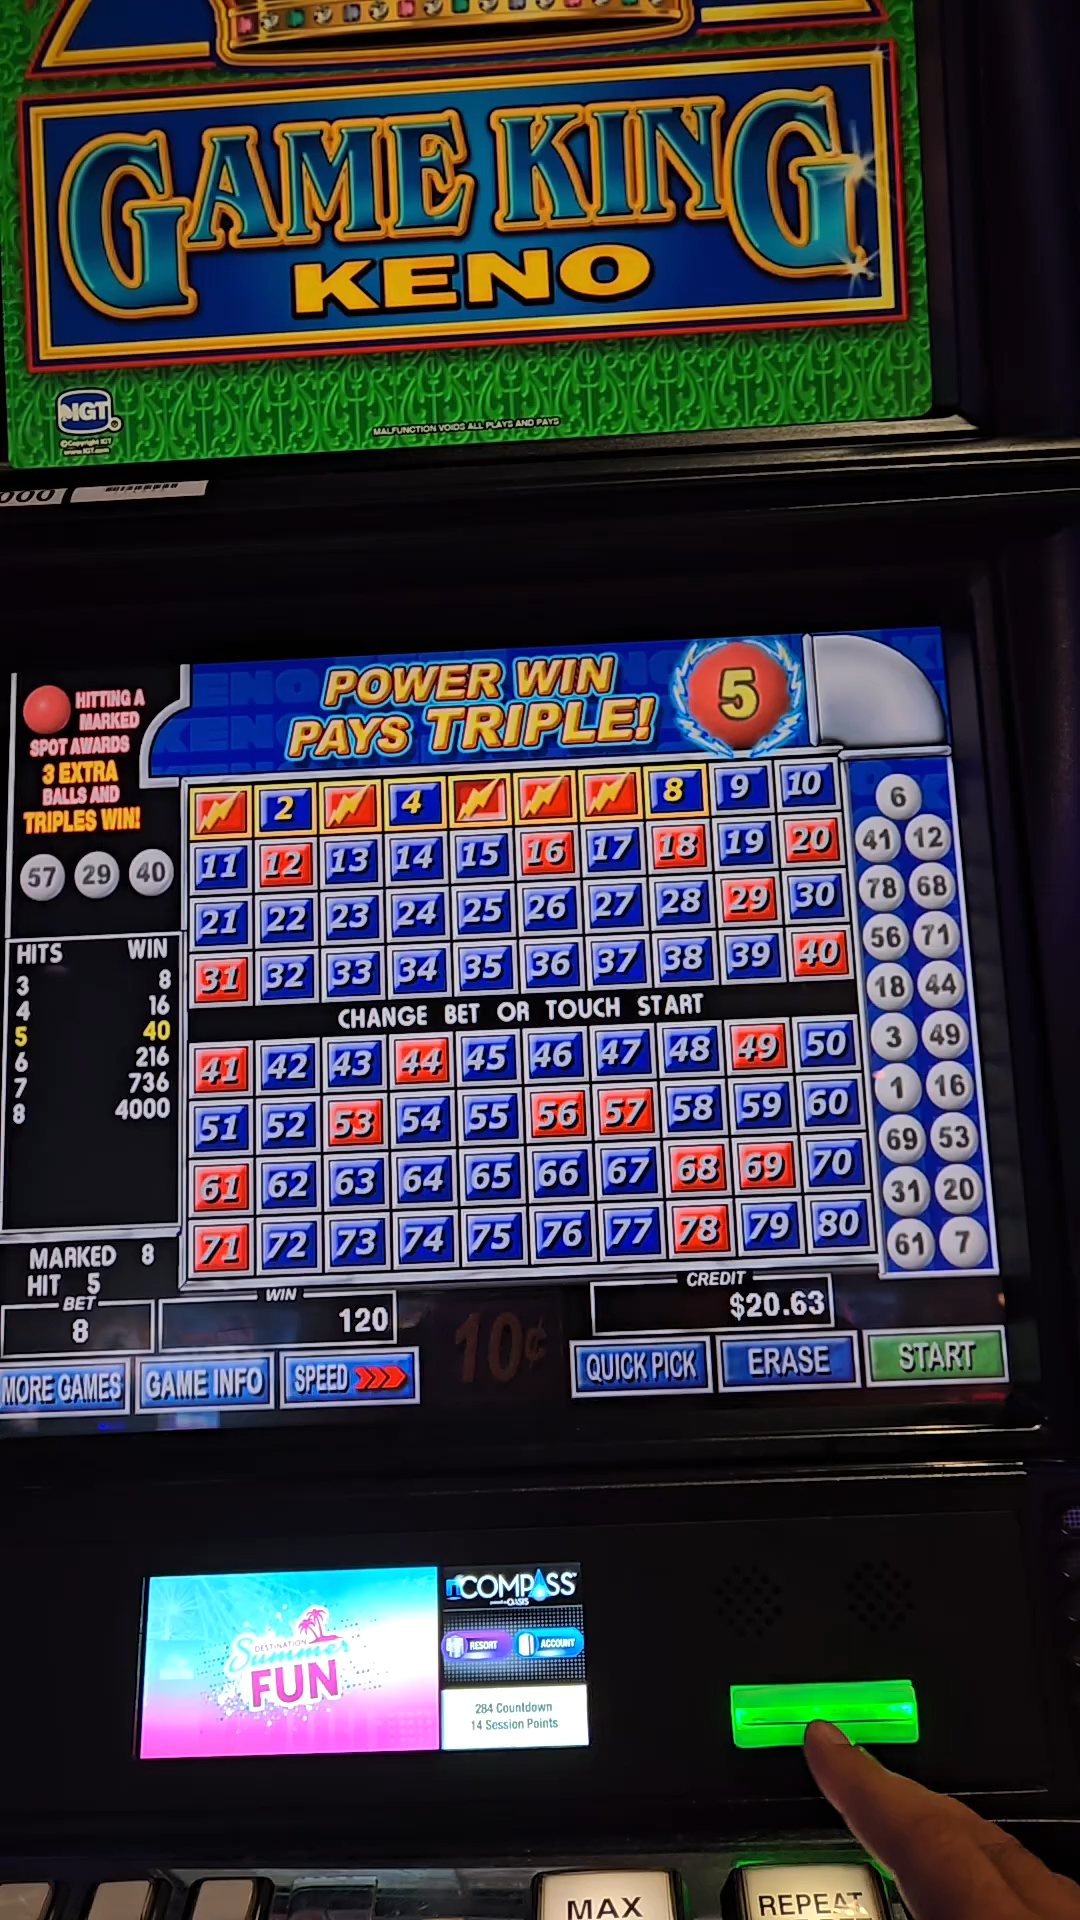 GAME KING
KENO
IGT
©Copyright IGT
www.IGT.com
MALFUNCTION VOIDS ALL PLAYS AND PAYS
000
HITTING A
MARKED
SPOT AWARDS
3 EXTRA
BALLS AND
TRIPLES WIN!
57 29 40
POWER WIN
PAYS TRIPLE!
5
HITS WIN
3 8
4 16
5 40
6 216
7 736
8 4000
MARKED 8
HIT 5
2 4 8 9 10
11 12 13 14 15 16 17 18 19 20
21 22 23 24 25 26 27 28 29 30
31 32 33 34 35 36 37 38 39 40
CHANGE BET OR TOUCH START
41 42 43 44 45 46 47 48 49 50
51 52 53 54 55 56 57 58 59 60
61 62 63 64 65 66 67 68 69 70
71 72 73 74 75 76 77 78 79 80
6
41 12
78 68
56 71
18 44
3 49
1 16
69 53
31 20
61 7
BET
8
WIN
120
10¢
CREDIT
$20.63
MORE GAMES
GAME INFO
SPEED
QUICK PICK
ERASE
START
DESTINATION
Summer
FUN
nCOMPASS
OASIS
RESORT
ACCOUNT
284 Countdown
14 Session Points
MAX
REPEAT